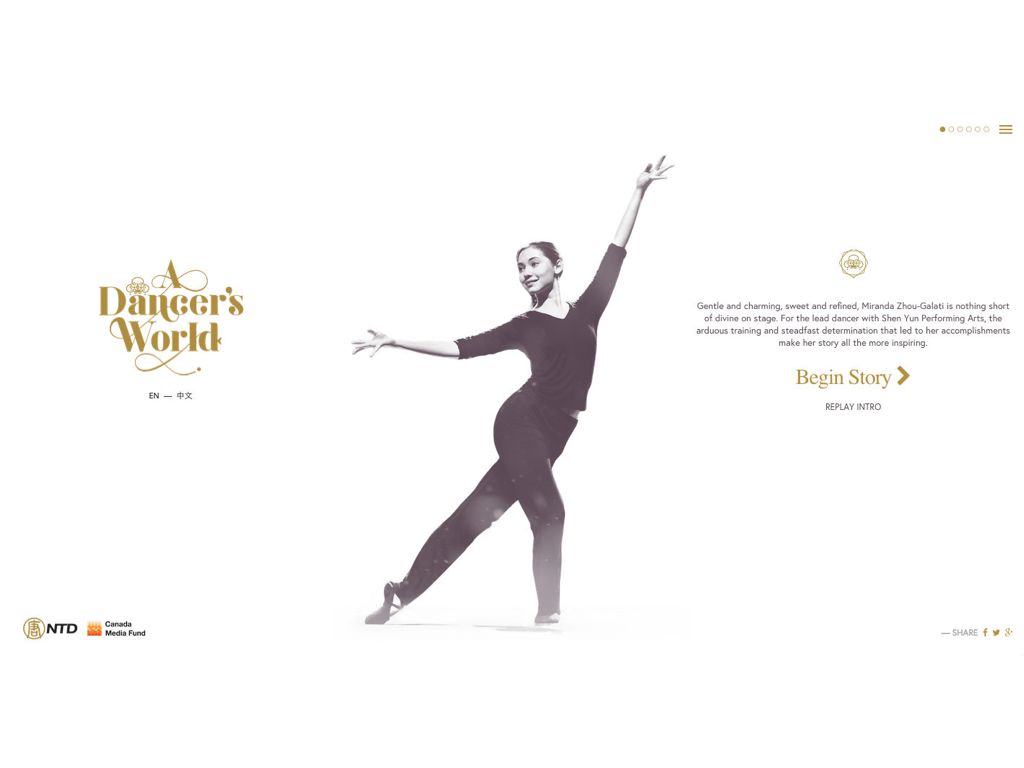 A
Dancer's
World
EN — 中文
Gentle and charming, sweet and refined, Miranda Zhou-Galati is nothing short
of divine on stage. For the lead dancer with Shen Yun Performing Arts, the
arduous training and steadfast determination that led to her accomplishments
make her story all the more inspiring.
Begin Story
REPLAY INTRO
唐 NTD
Canada
Media Fund
— SHARE